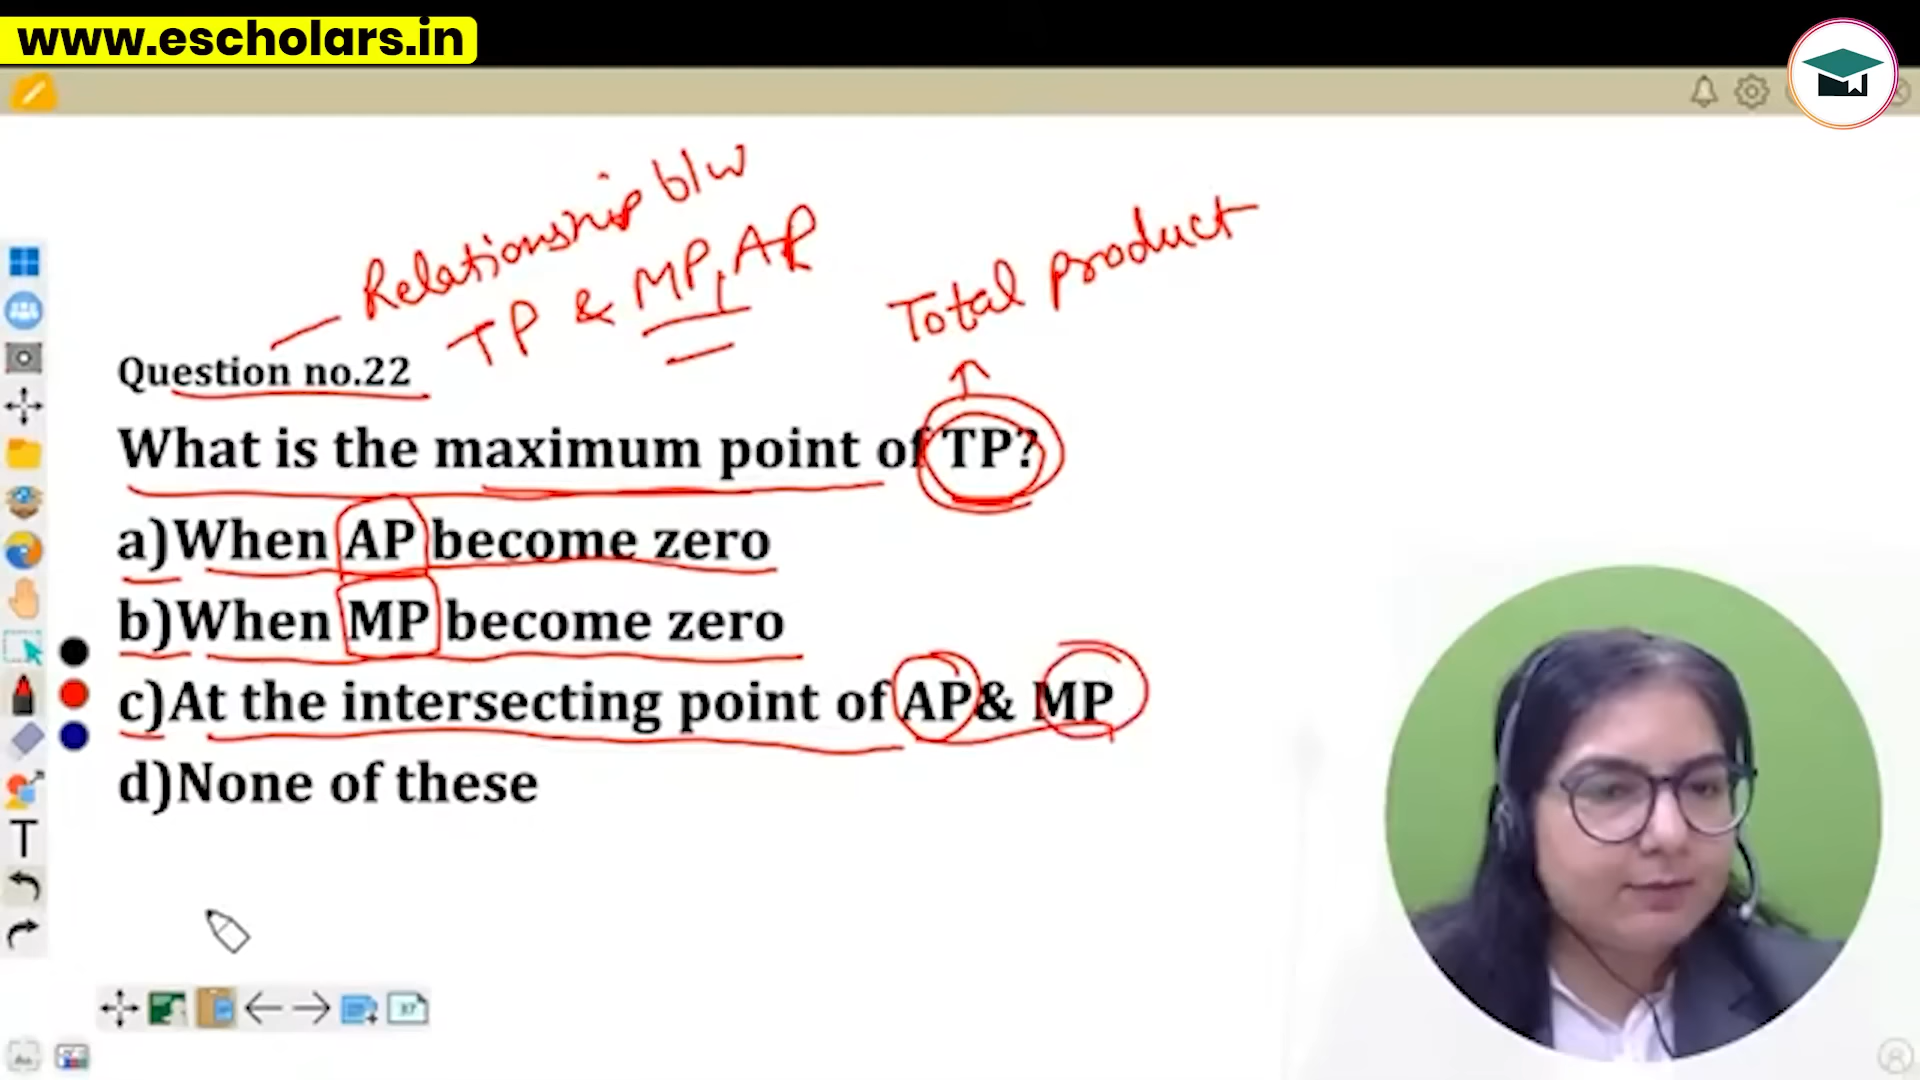 www.escholars.in
Relationship b/w
TP & MP, AP
Total product
Question no.22
What is the maximum point of TP?
a)When AP become zero
b)When MP become zero
c)At the intersecting point of AP& MP
d)None of these
T
37